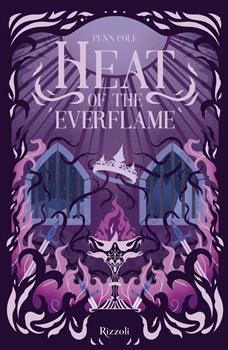 PENN COLE
HEAT
OF THE
EVERFLAME
Rizzoli